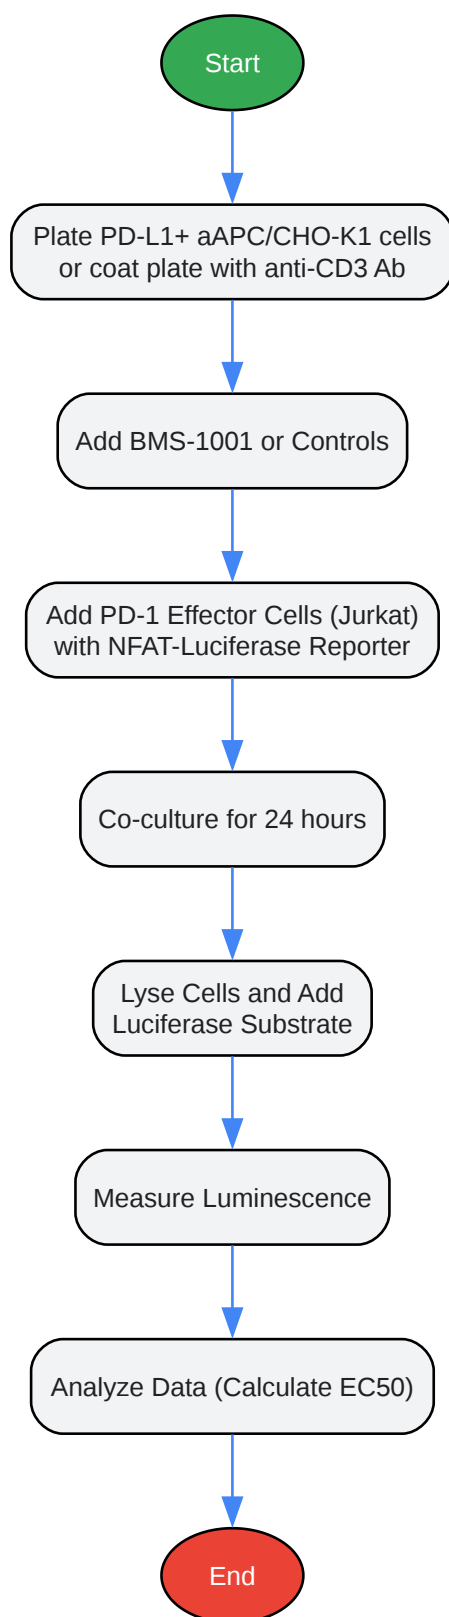 Start
Plate PD-L1+ aAPC/CHO-K1 cells
or coat plate with anti-CD3 Ab
Add BMS-1001 or Controls
Add PD-1 Effector Cells (Jurkat)
with NFAT-Luciferase Reporter
Co-culture for 24 hours
Lyse Cells and Add
Luciferase Substrate
Measure Luminescence
Analyze Data (Calculate EC50)
End